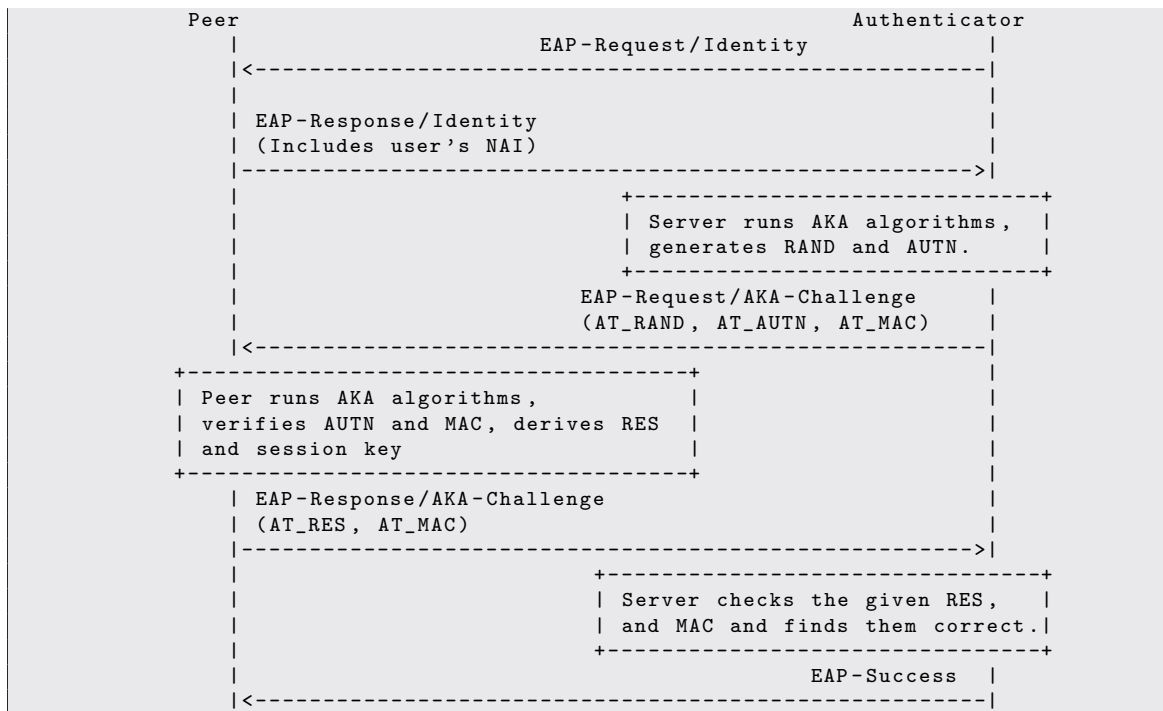 Peer Authenticator
| EAP-Request/Identity |
|<------------------------------------------------------|
| |
| EAP-Response/Identity |
| (Includes user's NAI) |
|------------------------------------------------------>|
| +------------------------------+
| | Server runs AKA algorithms, |
| | generates RAND and AUTN. |
| +------------------------------+
| EAP-Request/AKA-Challenge |
| (AT_RAND, AT_AUTN, AT_MAC) |
|<------------------------------------------------------|
+-------------------------------------+ |
| Peer runs AKA algorithms, | |
| verifies AUTN and MAC, derives RES | |
| and session key | |
+-------------------------------------+ |
| EAP-Response/AKA-Challenge |
| (AT_RES, AT_MAC) |
|------------------------------------------------------>|
| +--------------------------------+
| | Server checks the given RES, |
| | and MAC and finds them correct.|
| +--------------------------------+
| EAP-Success |
|<------------------------------------------------------|